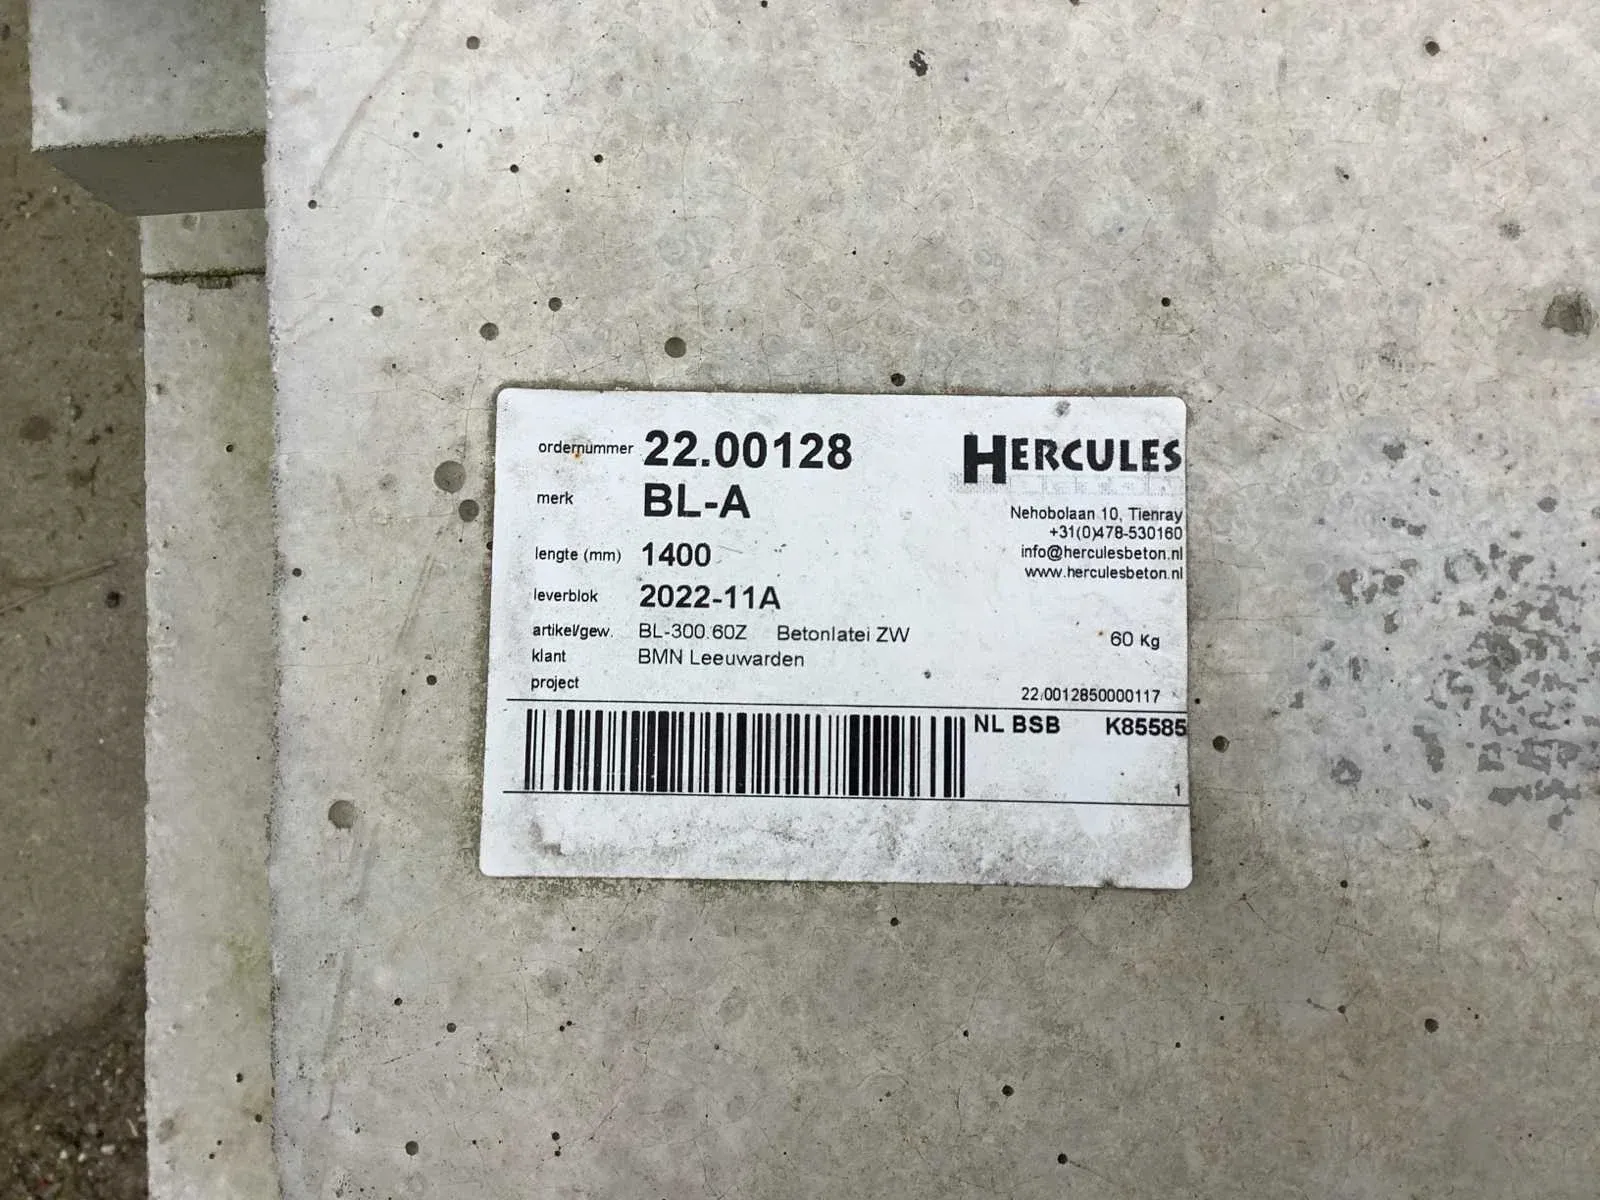 ordernummer 22.00128
HERCULES
merk BL-A
Nehobolaan 10, Tienray
+31(0)478-530160
lengte (mm) 1400
info@herculesbeton.nl
www.herculesbeton.nl
leverblok 2022-11A
artikel/gew. BL-300.60Z Betonlatei ZW 60 Kg
klant BMN Leeuwarden
project
22.0012850000117
NL BSB K85585
1